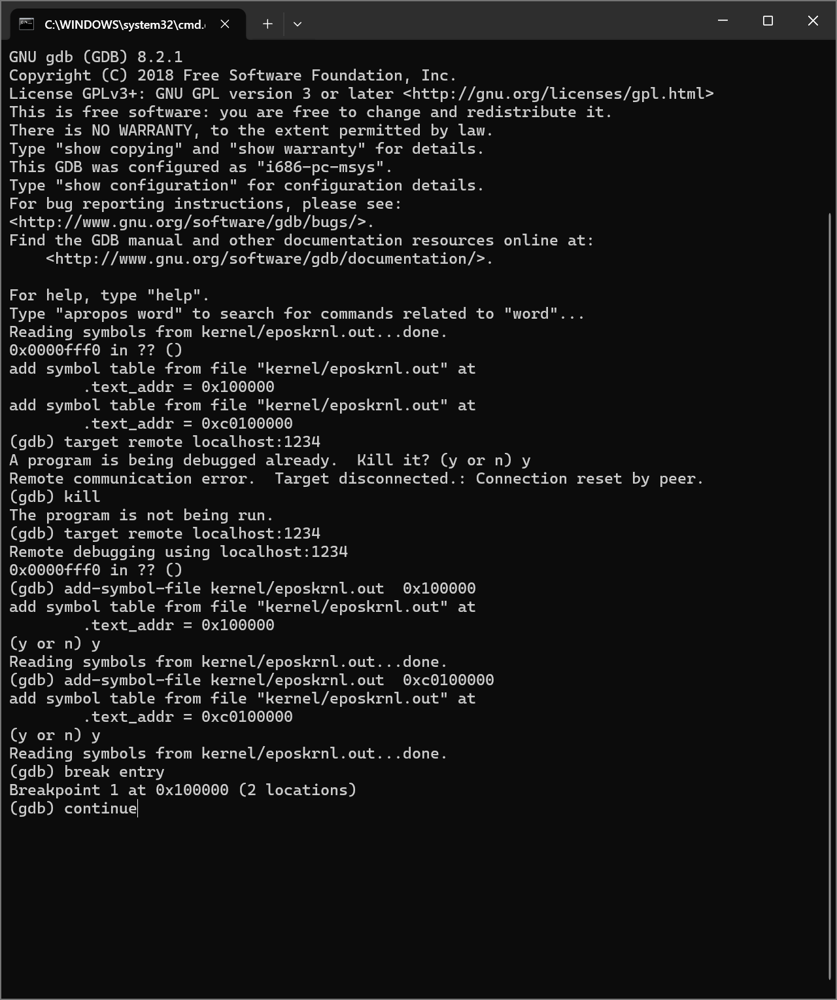 C:\WINDOWS\system32\cmd.
GNU gdb (GDB) 8.2.1
Copyright (C) 2018 Free Software Foundation, Inc.
License GPLv3+: GNU GPL version 3 or later <http://gnu.org/licenses/gpl.html>
This is free software: you are free to change and redistribute it.
There is NO WARRANTY, to the extent permitted by law.
Type "show copying" and "show warranty" for details.
This GDB was configured as "i686-pc-msys".
Type "show configuration" for configuration details.
For bug reporting instructions, please see:
<http://www.gnu.org/software/gdb/bugs/>.
Find the GDB manual and other documentation resources online at:
    <http://www.gnu.org/software/gdb/documentation/>.

For help, type "help".
Type "apropos word" to search for commands related to "word"...
Reading symbols from kernel/eposkrnl.out...done.
0x0000fff0 in ?? ()
add symbol table from file "kernel/eposkrnl.out" at
        .text_addr = 0x100000
add symbol table from file "kernel/eposkrnl.out" at
        .text_addr = 0xc0100000
(gdb) target remote localhost:1234
A program is being debugged already.  Kill it? (y or n) y
Remote communication error.  Target disconnected.: Connection reset by peer.
(gdb) kill
The program is not being run.
(gdb) target remote localhost:1234
Remote debugging using localhost:1234
0x0000fff0 in ?? ()
(gdb) add-symbol-file kernel/eposkrnl.out  0x100000
add symbol table from file "kernel/eposkrnl.out" at
        .text_addr = 0x100000
(y or n) y
Reading symbols from kernel/eposkrnl.out...done.
(gdb) add-symbol-file kernel/eposkrnl.out  0xc0100000
add symbol table from file "kernel/eposkrnl.out" at
        .text_addr = 0xc0100000
(y or n) y
Reading symbols from kernel/eposkrnl.out...done.
(gdb) break entry
Breakpoint 1 at 0x100000 (2 locations)
(gdb) continue